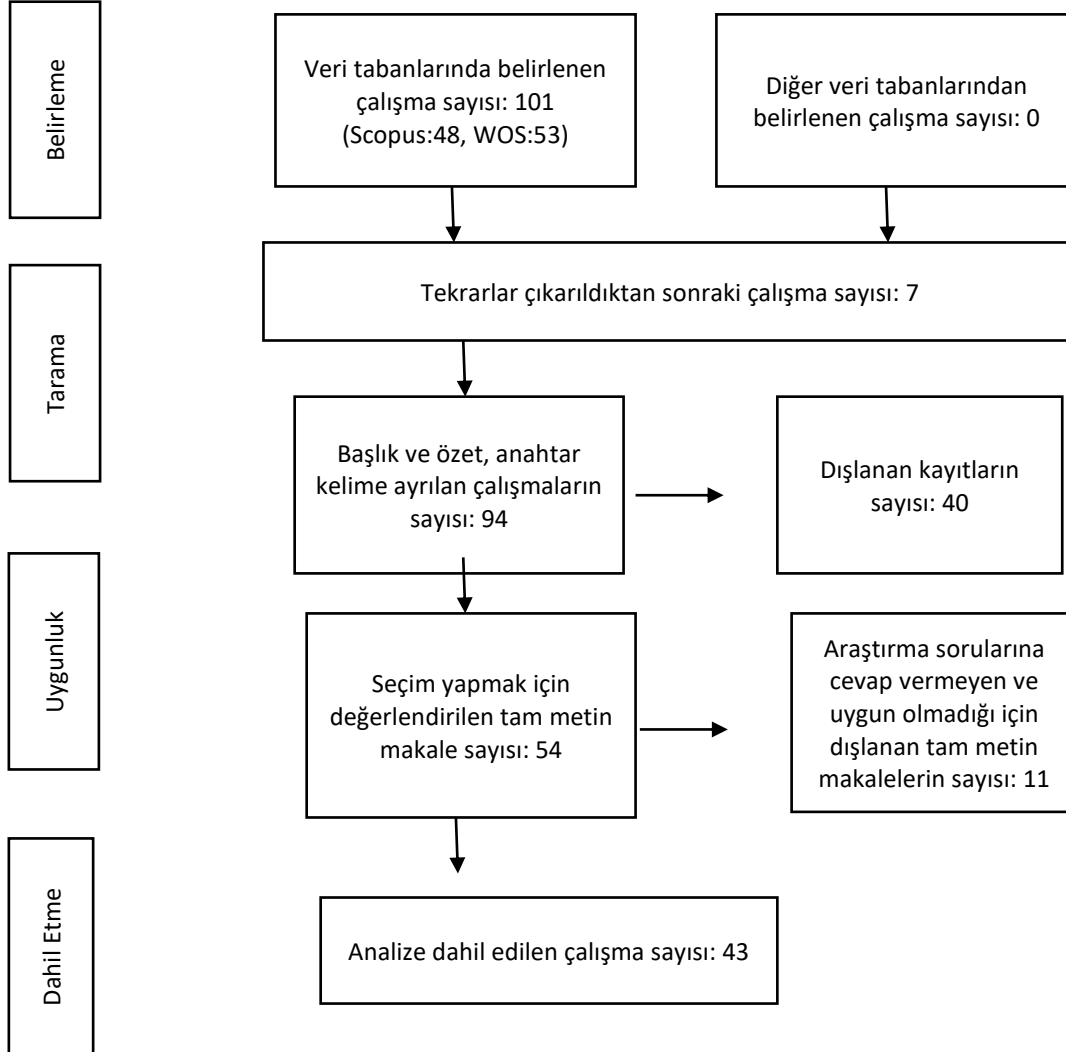 Belirleme
Veri tabanlarında belirlenen
çalışma sayısı: 101
(Scopus:48, WOS:53)
Diğer veri tabanlarından
belirlenen çalışma sayısı: 0
Tarama
Tekrarlar çıkarıldıktan sonraki çalışma sayısı: 7
Başlık ve özet, anahtar
kelime ayrılan çalışmaların
sayısı: 94
Dışlanan kayıtların
sayısı: 40
Uygunluk
Seçim yapmak için
değerlendirilen tam metin
makale sayısı: 54
Araştırma sorularına
cevap vermeyen ve
uygun olmadığı için
dışlanan tam metin
makalelerin sayısı: 11
Dahil Etme
Analize dahil edilen çalışma sayısı: 43